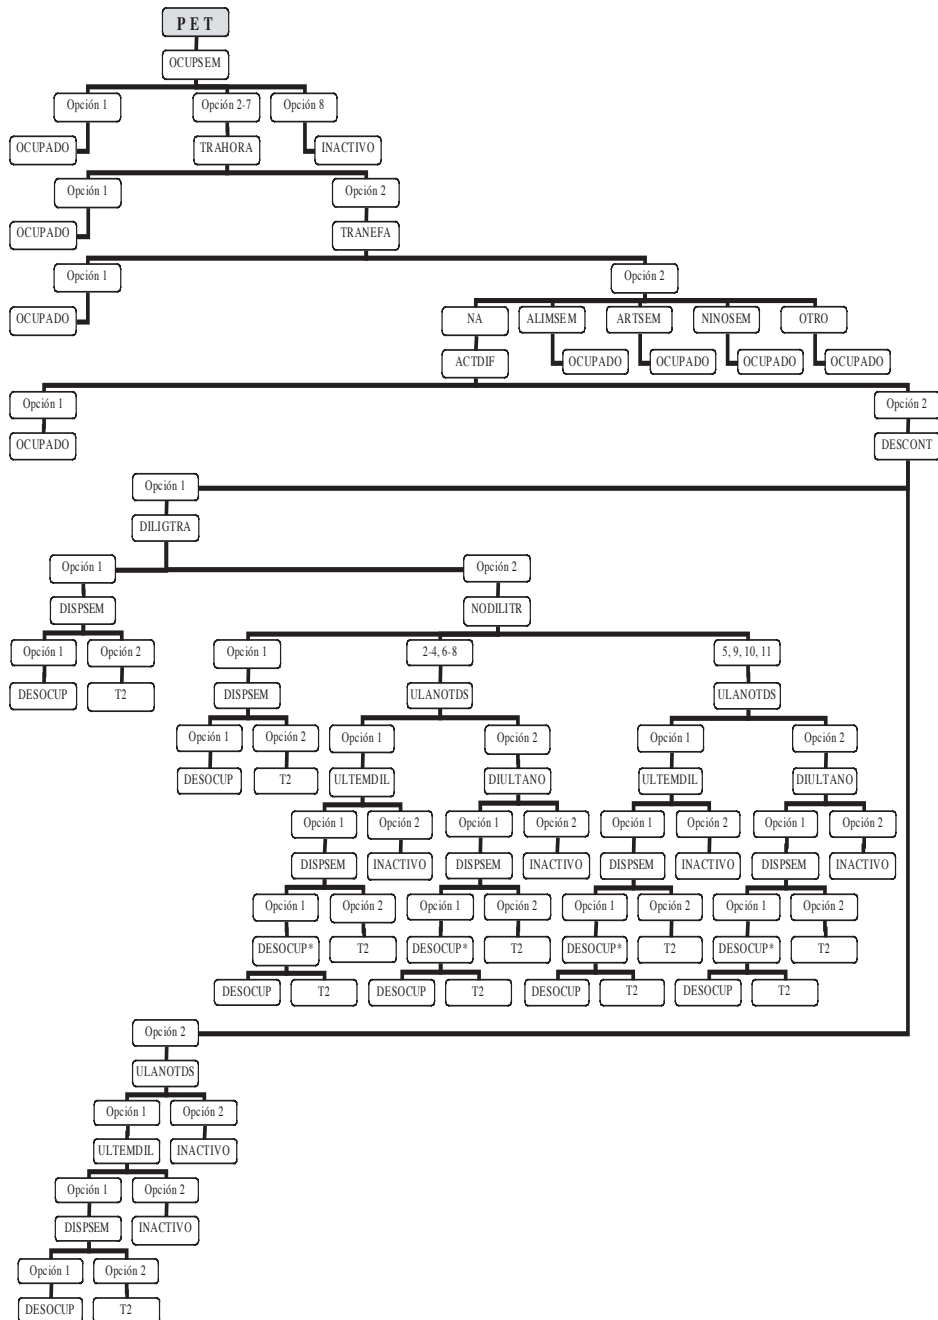 PET
OCUPSEM
Opción 1 Opción 2-7 Opción 8
OCUPADO TRAHORA INACTIVO
Opción 1 Opción 2
OCUPADO TRANEFA
Opción 1 Opción 2
OCUPADO NA ALIMSEM ARTSEM NINOSEM OTRO
ACTDIF OCUPADO OCUPADO OCUPADO OCUPADO
Opción 1 Opción 2
OCUPADO DESCONT
Opción 1
DILIGTRA
Opción 1 Opción 2
DISPSEM NODILITR
Opción 1 Opción 2 Opción 1 2-4, 6-8 5, 9, 10, 11
DESOCUP T2 DISPSEM ULANOTDS ULANOTDS
Opción 1 Opción 2 Opción 1 Opción 2 Opción 1 Opción 2
DESOCUP T2 ULTEMDIL DIULTANO ULTEMDIL DIULTANO
Opción 1 Opción 2 Opción 1 Opción 2 Opción 1 Opción 2 Opción 1 Opción 2
DISPSEM INACTIVO DISPSEM INACTIVO DISPSEM INACTIVO DISPSEM INACTIVO
Opción 1 Opción 2 Opción 1 Opción 2 Opción 1 Opción 2 Opción 1 Opción 2
DESOCUP* T2 DESOCUP* T2 DESOCUP* T2 DESOCUP* T2
DESOCUP T2 DESOCUP T2 DESOCUP T2 DESOCUP T2
Opción 2
ULANOTDS
Opción 1 Opción 2
ULTEMDIL INACTIVO
Opción 1 Opción 2
DISPSEM INACTIVO
Opción 1 Opción 2
DESOCUP T2